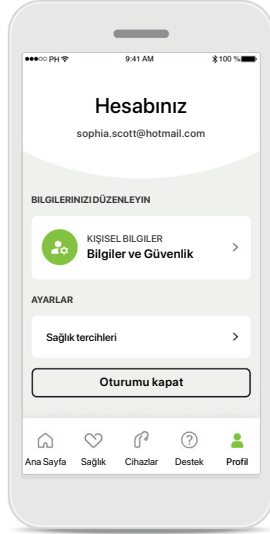 PH
9:41 AM
100 %
Hesabınız
sophia.scott@hotmail.com
BILGILERINIZI DÜZENLEYIN
KIŞISEL BILGILER
Bilgiler ve Güvenlik
AYARLAR
Sağlık tercihleri
Oturumu kapat
Ana Sayfa
Sağlık
Cihazlar
Destek
Profil